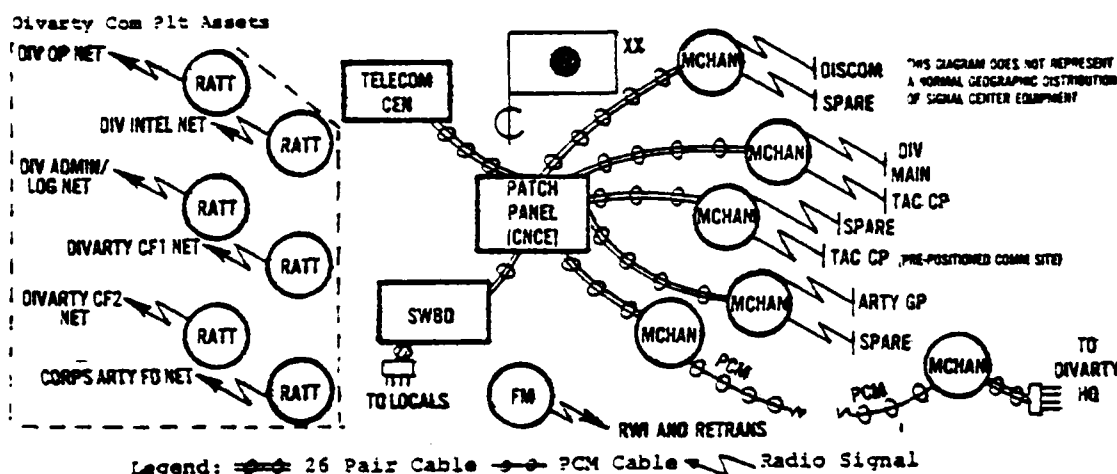 Divarty Com Plt Assets
DIV OP NET
RATT
DIV INTEL NET
RATT
DIV ADMIN/
LOG NET
RATT
DIVARTY CF1 NET
RATT
DIVARTY CF2
NET
RATT
CORPS ARTY FD NET
RATT
TELECOM
CEN
XX
PATCH
PANEL
(CNCE)
SWBD
TO LOCALS
FM
RWI AND RETRANS
MCHAN
DISCOM
SPARE
THIS DIAGRAM DOES NOT REPRESENT
A NORMAL GEOGRAPHIC DISTRIBUTION
OF SIGNAL CENTER EQUIPMENT
MCHAN
DIV
MAIN
TAC CP
MCHAN
SPARE
TAC CP (PRE-POSITIONED COMM SITE)
MCHAN
ARTY GP
SPARE
MCHAN
PCM
PCM
MCHAN
TO
DIVARTY
HQ
Legend: 26 Pair Cable PCM Cable Radio Signal